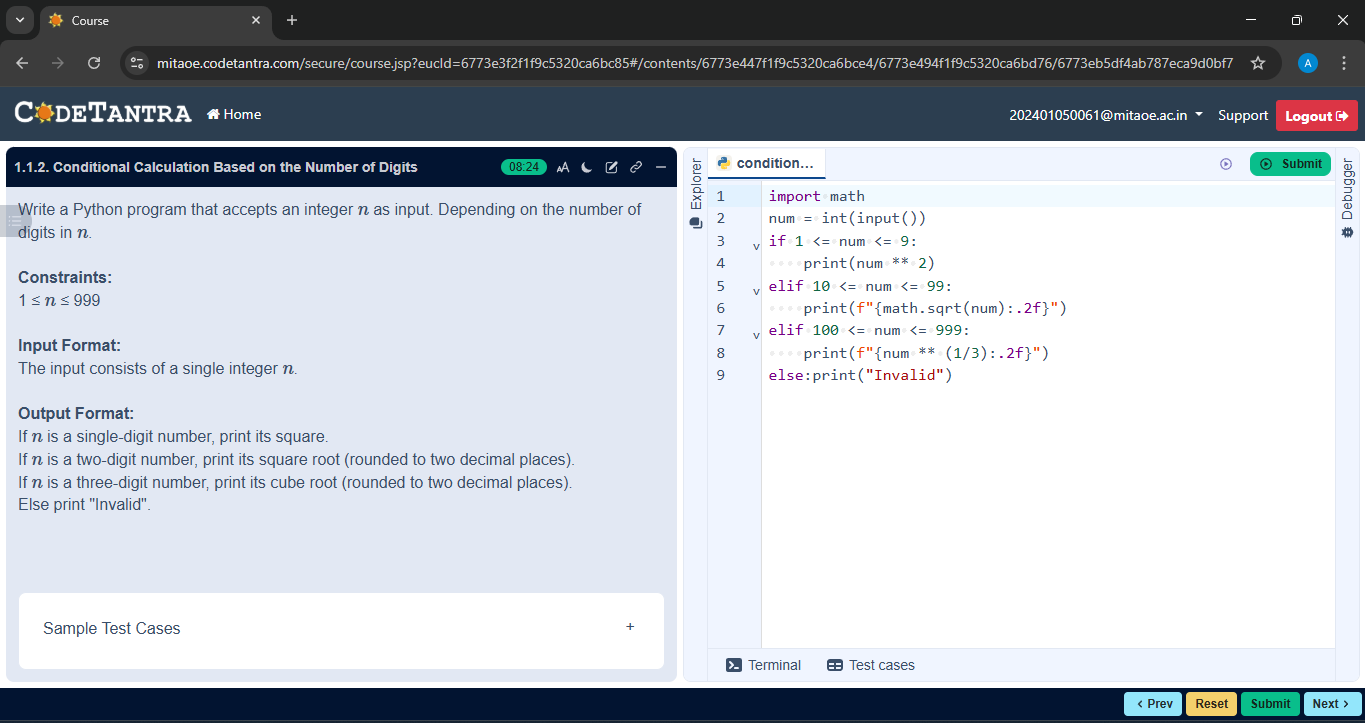 Course
mitaoe.codetantra.com/secure/course.jsp?eucId=6773e3f2f1f9c5320ca6bc85#/contents/6773e447f1f9c5320ca6bce4/6773e494f1f9c5320ca6bd76/6773eb5df4ab787eca9d0bf7
A
CODETANTRA Home
202401050061@mitaoe.ac.in Support Logout
1.1.2. Conditional Calculation Based on the Number of Digits
08:24 AA
Write a Python program that accepts an integer n as input. Depending on the number of
digits in n.
Constraints:
1 ≤ n ≤ 999
Input Format:
The input consists of a single integer n.
Output Format:
If n is a single-digit number, print its square.
If n is a two-digit number, print its square root (rounded to two decimal places).
If n is a three-digit number, print its cube root (rounded to two decimal places).
Else print "Invalid".
Sample Test Cases +
Explorer
condition...
Submit
Debugger
1 import math
2 num = int(input())
3 if 1 <= num <= 9:
4     print(num ** 2)
5 elif 10 <= num <= 99:
6     print(f"{math.sqrt(num):.2f}")
7 elif 100 <= num <= 999:
8     print(f"{num ** (1/3):.2f}")
9 else:print("Invalid")
Terminal Test cases
< Prev Reset Submit Next >